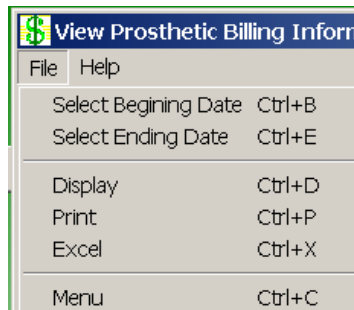 View Prosthetic Billing Infor
File Help
Select Begining Date Ctrl+B
Select Ending Date Ctrl+E
Display Ctrl+D
Print Ctrl+P
Excel Ctrl+X
Menu Ctrl+C